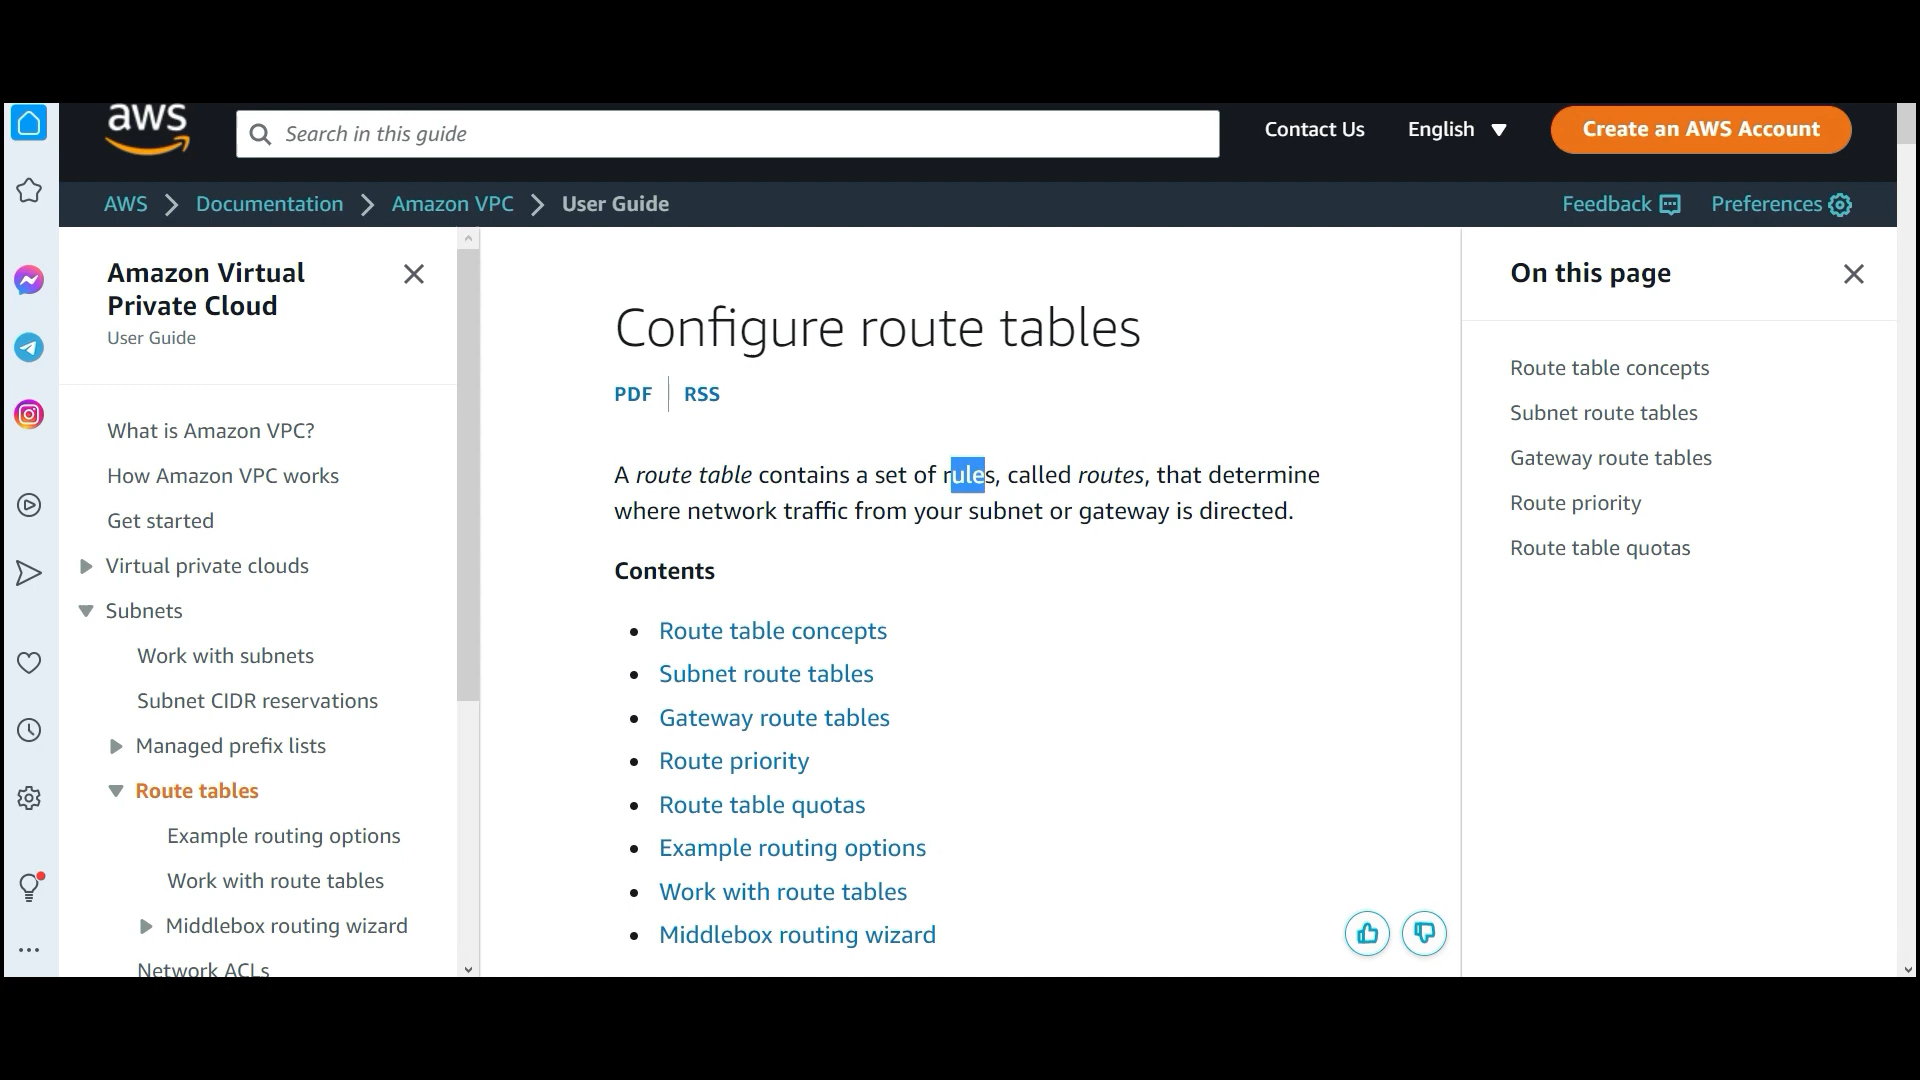 aws
Search in this guide
Contact Us
English
Create an AWS Account
AWS
Documentation
Amazon VPC
User Guide
Feedback
Preferences
Amazon Virtual
Private Cloud
User Guide
What is Amazon VPC?
How Amazon VPC works
Get started
Virtual private clouds
Subnets
Work with subnets
Subnet CIDR reservations
Managed prefix lists
Route tables
Example routing options
Work with route tables
Middlebox routing wizard
Network ACLs
Configure route tables
PDF
RSS
A route table contains a set of rules, called routes, that determine
where network traffic from your subnet or gateway is directed.
Contents
Route table concepts
Subnet route tables
Gateway route tables
Route priority
Route table quotas
Example routing options
Work with route tables
Middlebox routing wizard
On this page
Route table concepts
Subnet route tables
Gateway route tables
Route priority
Route table quotas